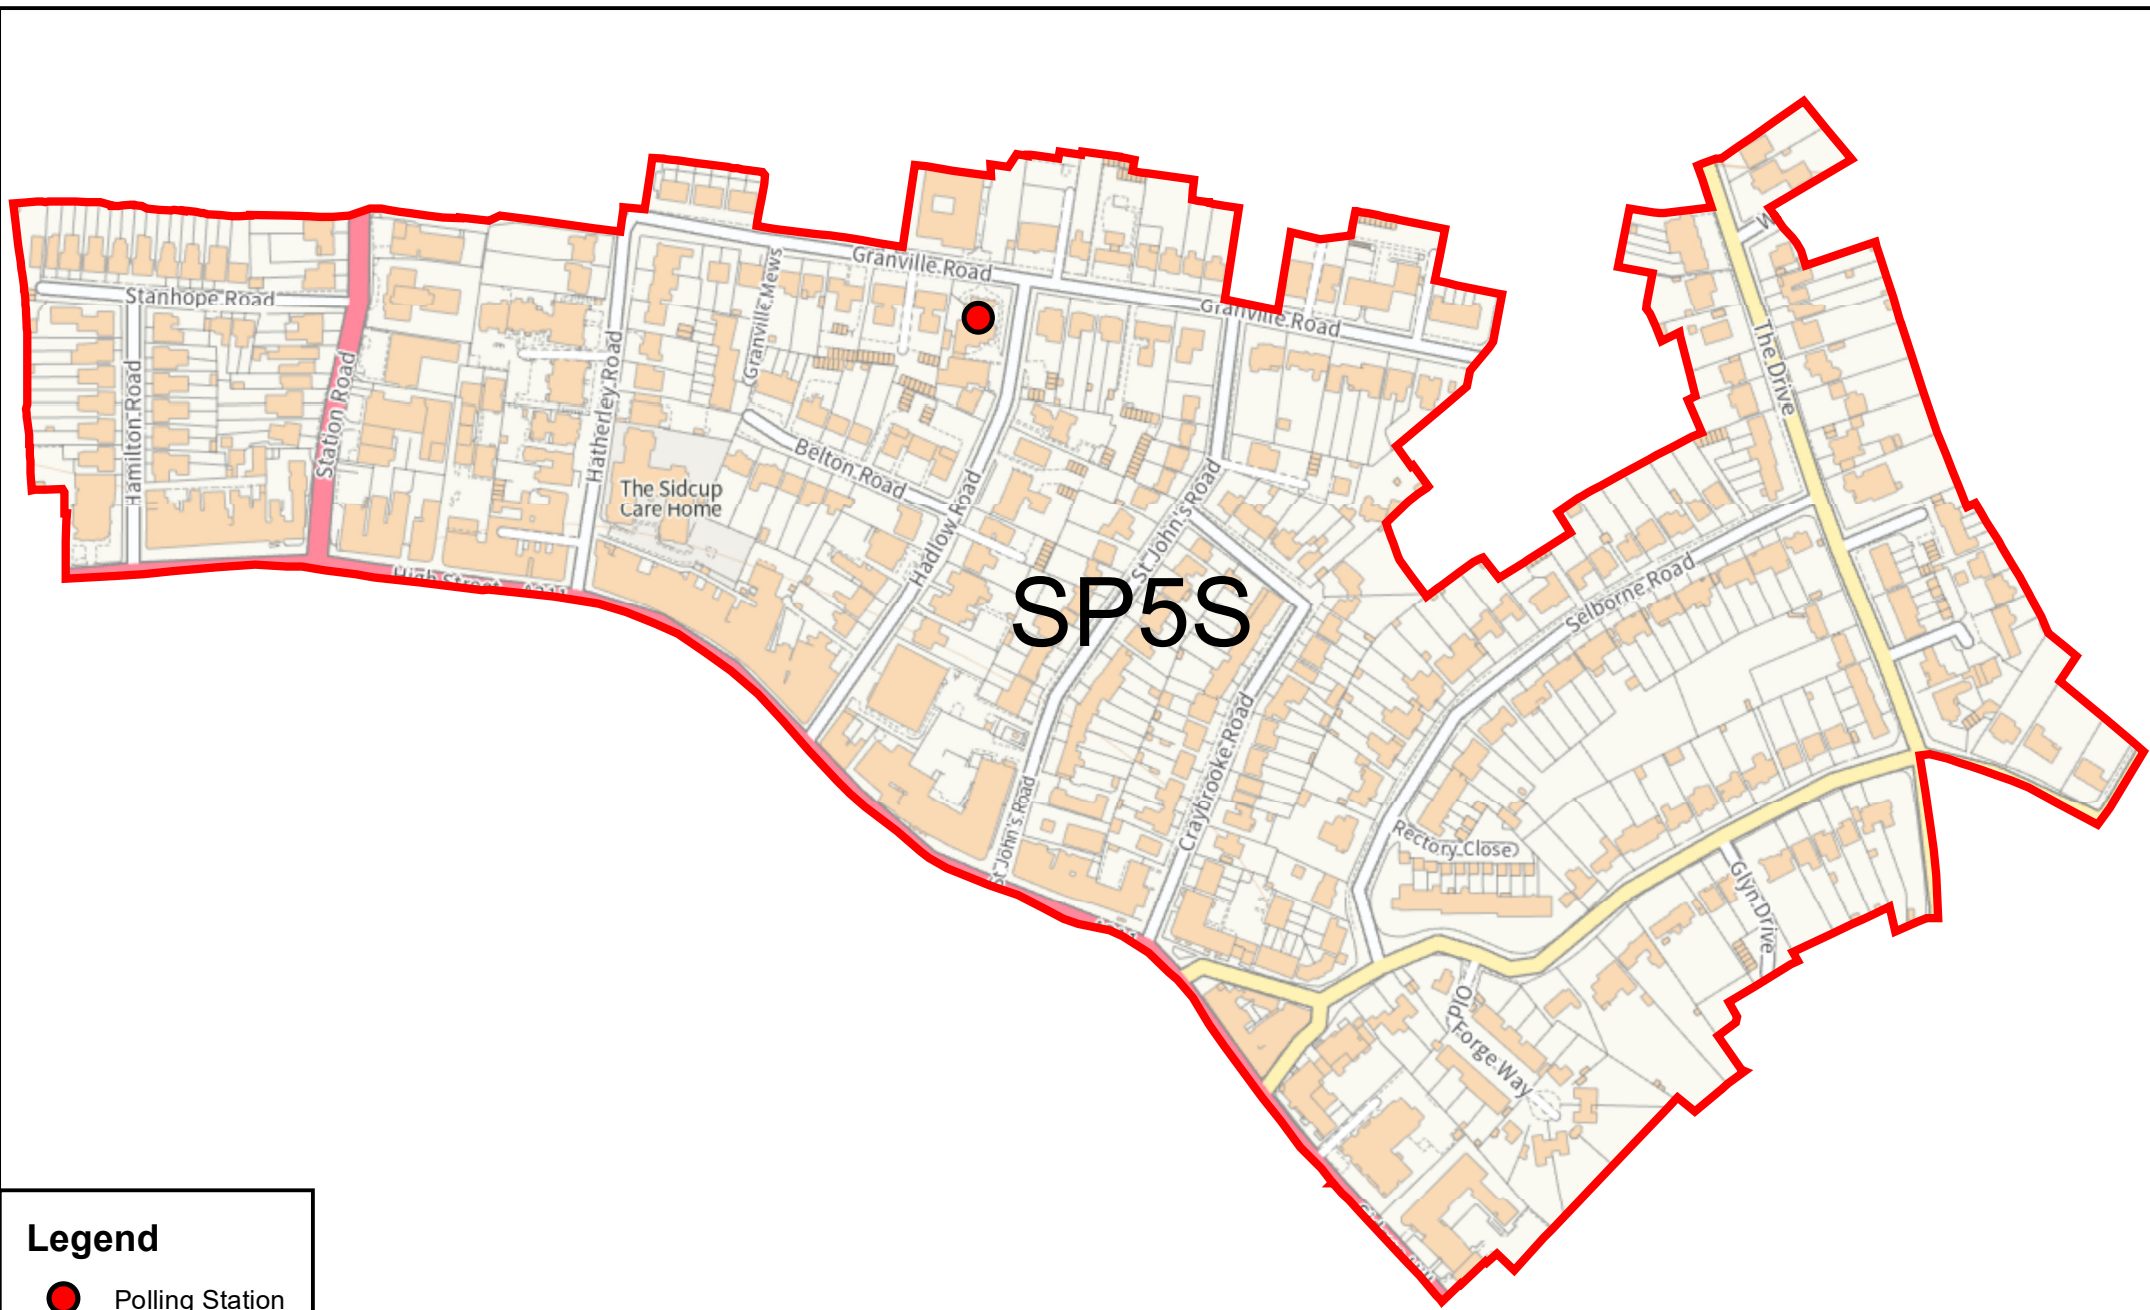 Granville Road
Granville Road
Stanhope Road
Granville Mews
The Drive
Station Road
Hamilton Road
Hatherley Road
Belton Road
The Sidcup
Care Home
Hadlow Road
St John's Road
High Street
SP5S
Selborne Road
Craybrooke Road
St John's Road
Rectory Close
Glyn Drive
Old
Forge Way
Legend
Polling Station